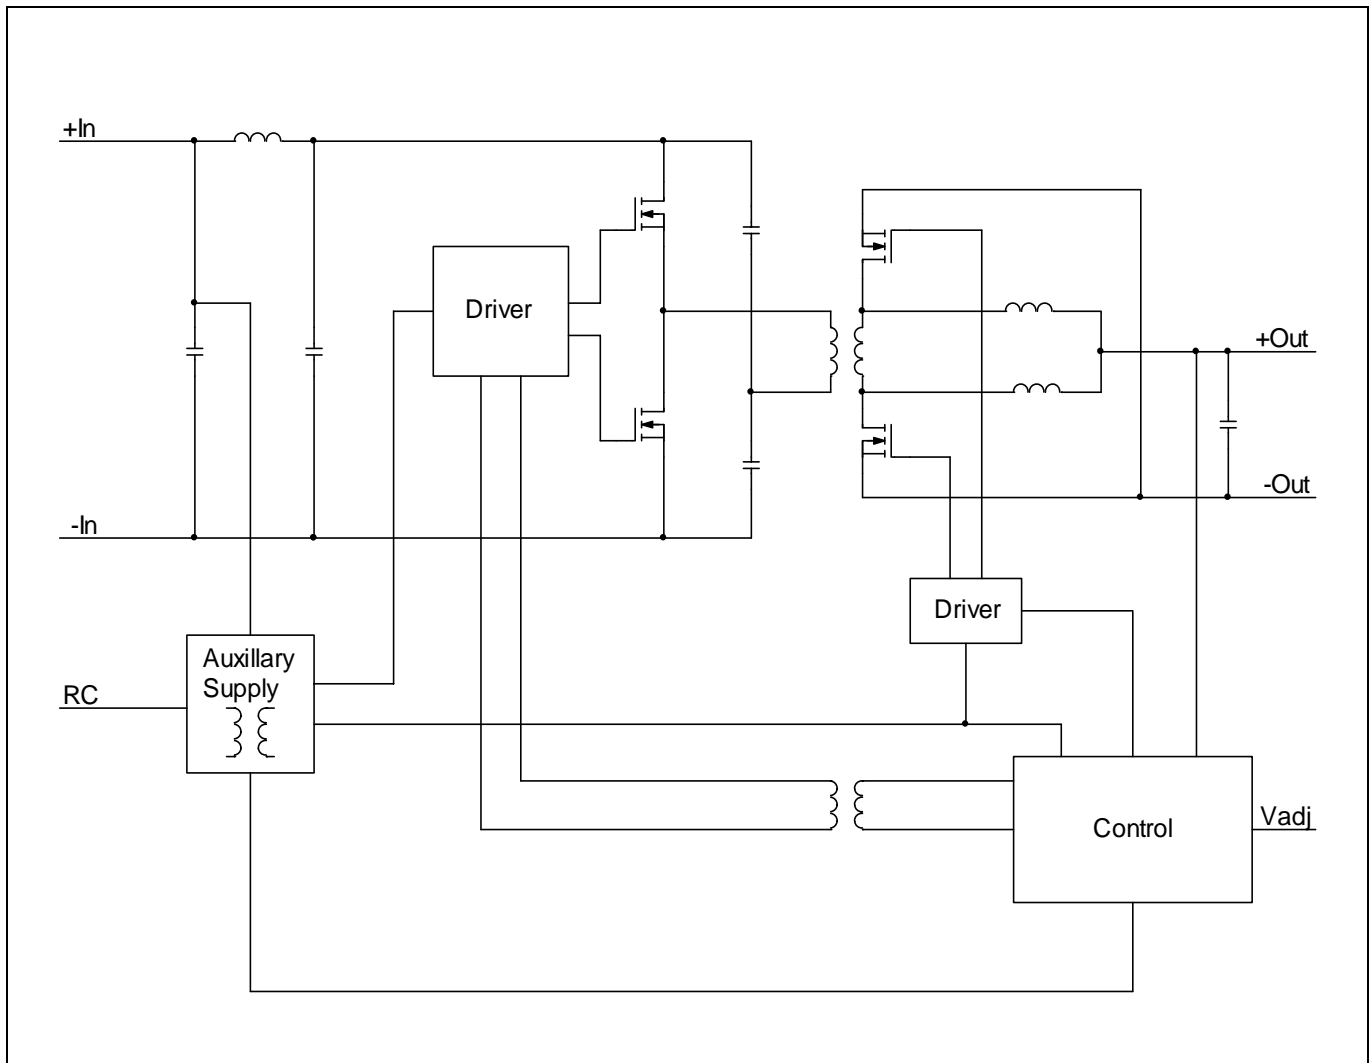 +In
Driver
+Out
-Out
-In
Driver
Auxillary
Supply
RC
Control
Vadj